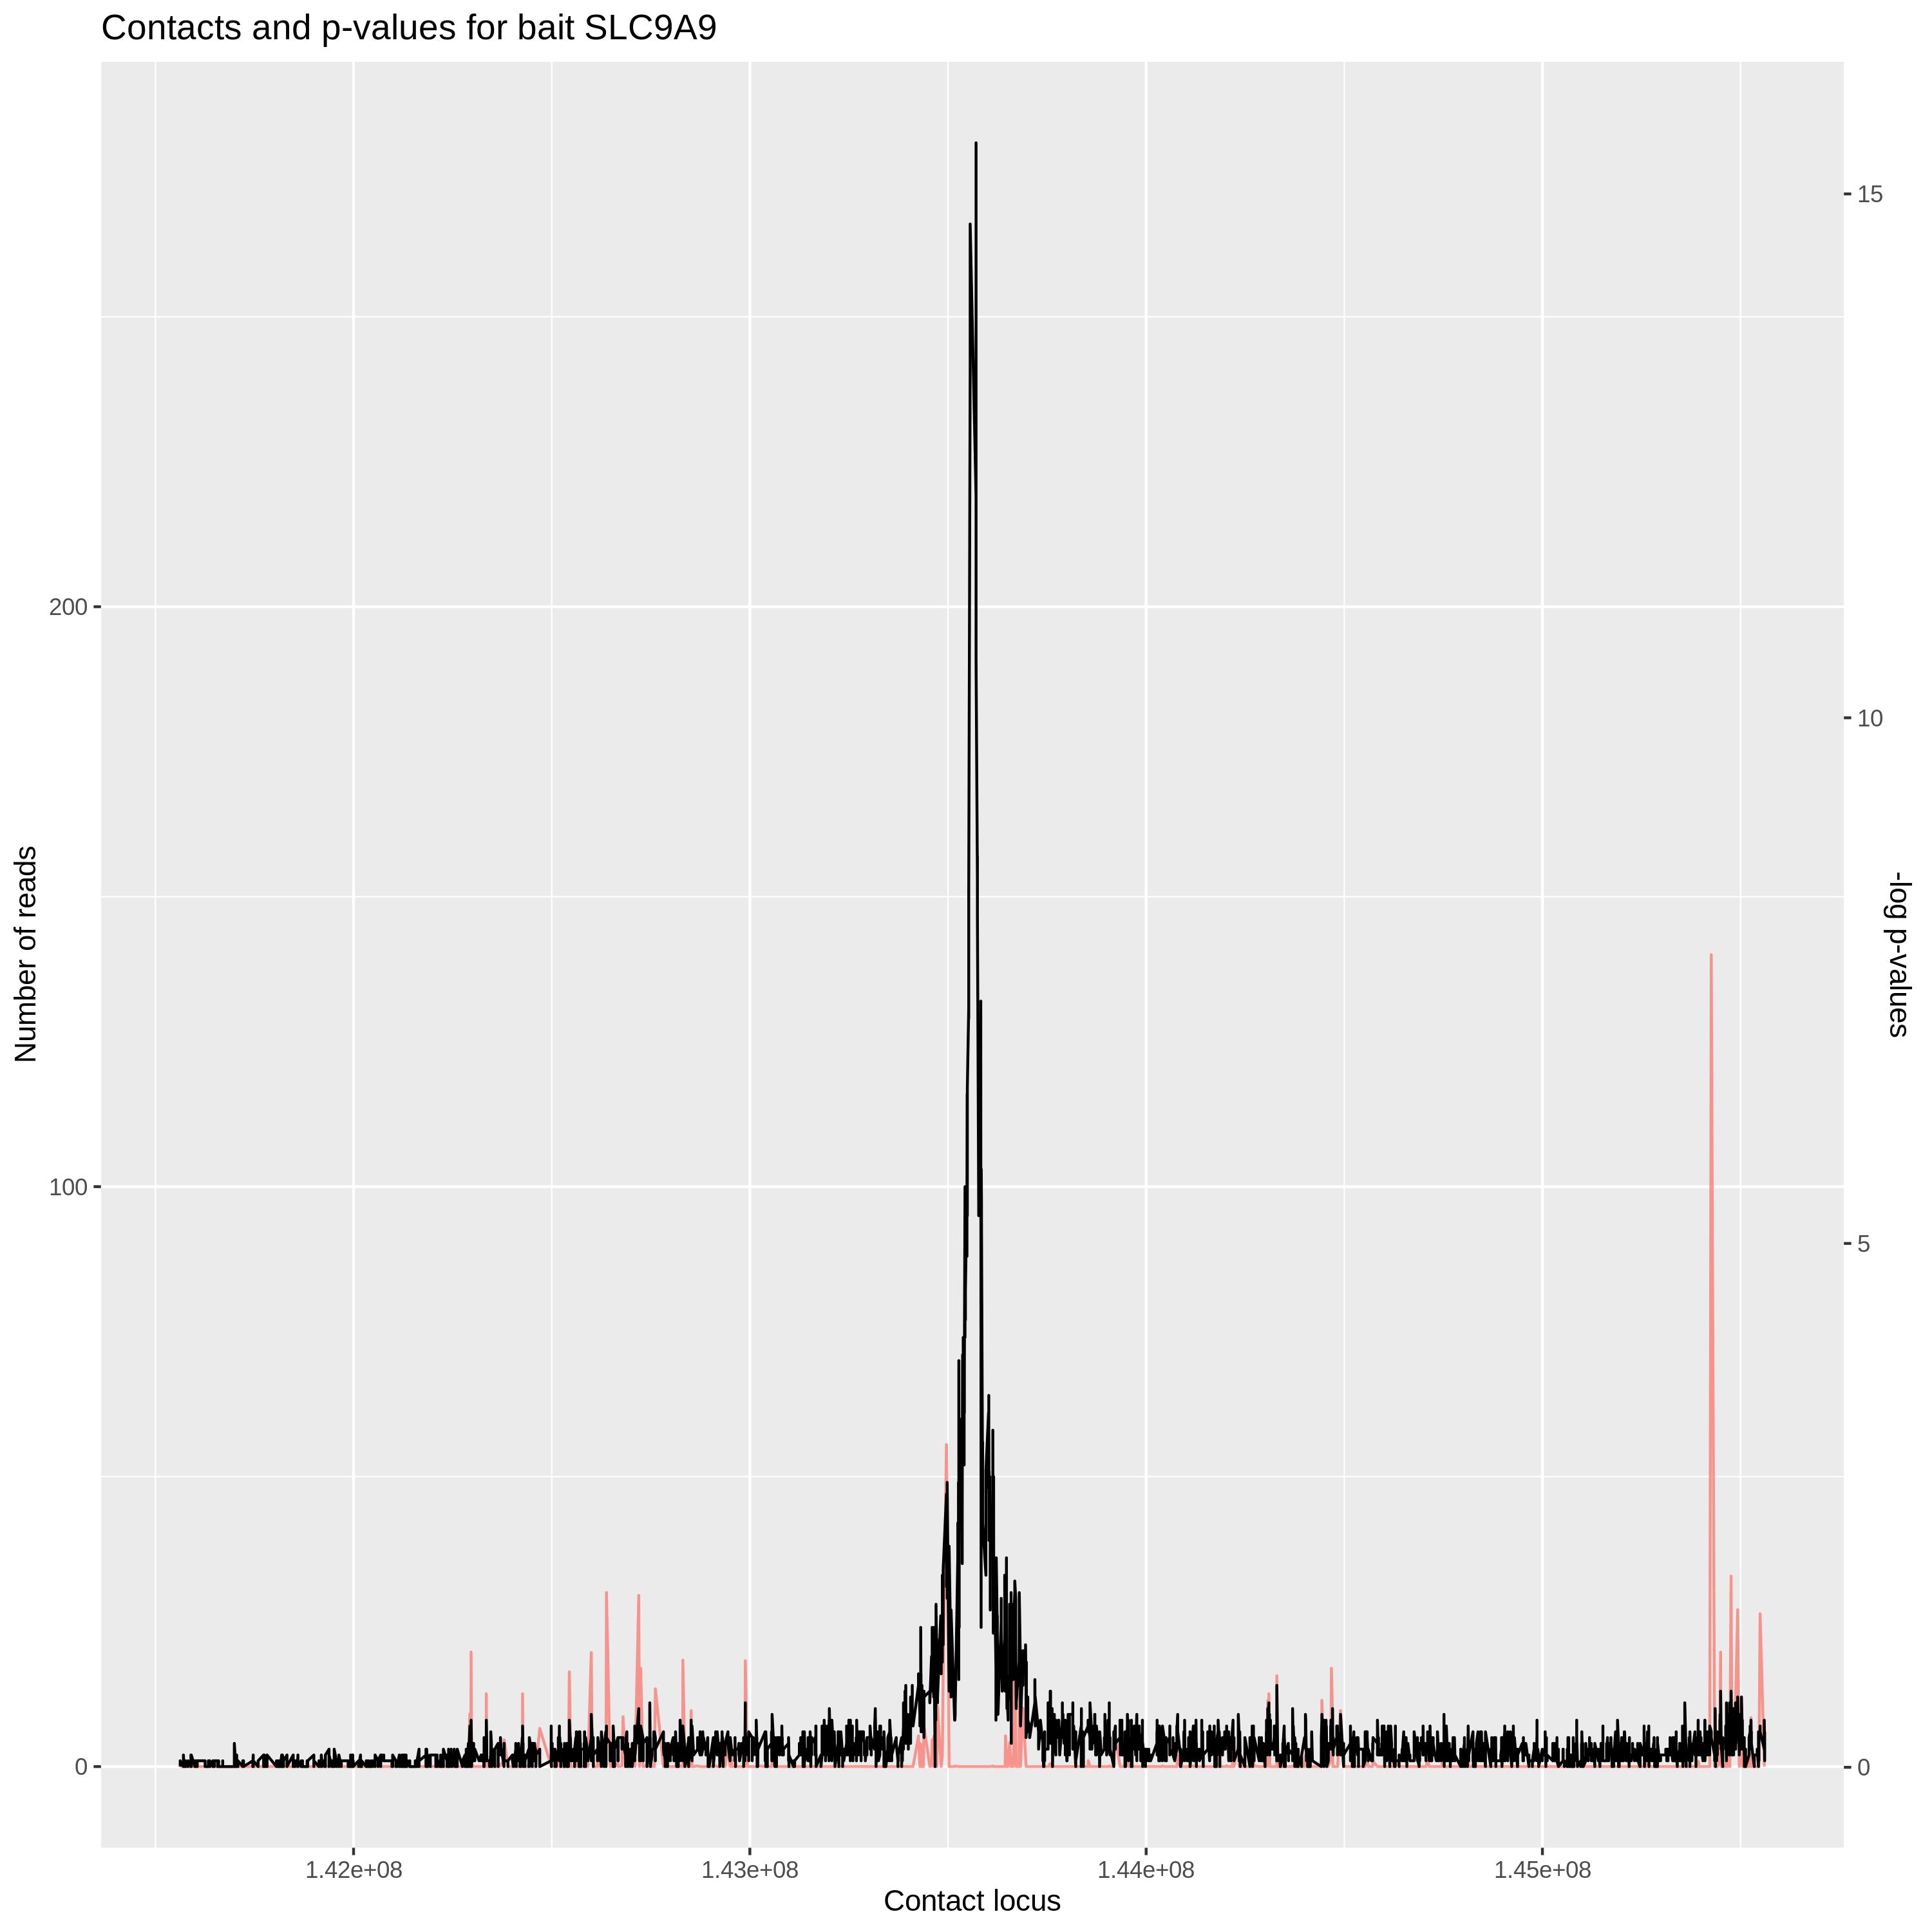 Contacts and p-values for bait SLC9A9
Number of reads
0
100
200
0
5
10
15
-log p-values
1.42e+08
1.43e+08
1.44e+08
1.45e+08
Contact locus